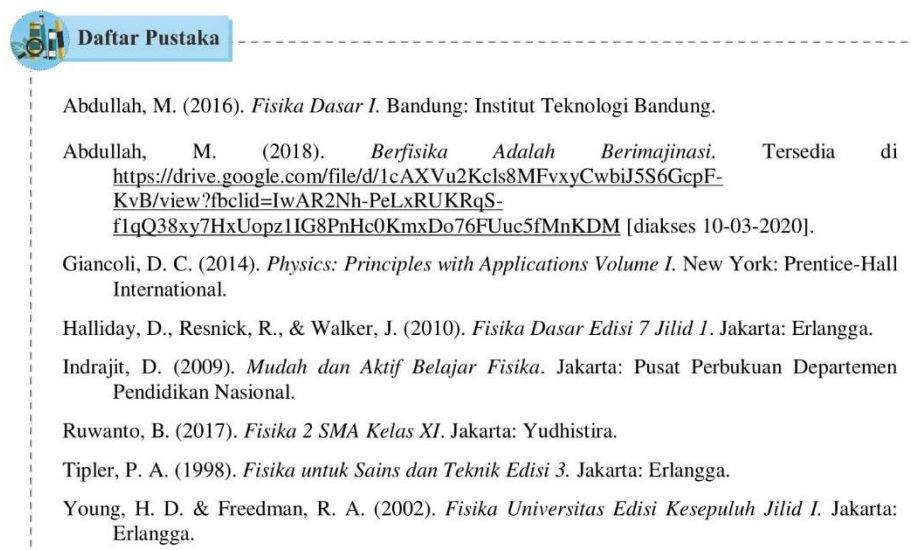 Daftar Pustaka
Abdullah, M. (2016). Fisika Dasar I. Bandung: Institut Teknologi Bandung.
Abdullah, M. (2018). Berfisika Adalah Berimajinasi. Tersedia di
https://drive.google.com/file/d/1cAXVu2Kcls8MFvxyCwbiJ5S6GcpF-
KvB/view?fbclid=IwAR2Nh-PeLxRUKRqS-
f1qQ38xy7HxUopz1IG8PnHc0KmxDo76FUuc5fMnKDM [diakses 10-03-2020].
Giancoli, D. C. (2014). Physics: Principles with Applications Volume I. New York: Prentice-Hall
International.
Halliday, D., Resnick, R., & Walker, J. (2010). Fisika Dasar Edisi 7 Jilid 1. Jakarta: Erlangga.
Indrajit, D. (2009). Mudah dan Aktif Belajar Fisika. Jakarta: Pusat Perbukuan Departemen
Pendidikan Nasional.
Ruwanto, B. (2017). Fisika 2 SMA Kelas XI. Jakarta: Yudhistira.
Tipler, P. A. (1998). Fisika untuk Sains dan Teknik Edisi 3. Jakarta: Erlangga.
Young, H. D. & Freedman, R. A. (2002). Fisika Universitas Edisi Kesepuluh Jilid I. Jakarta:
Erlangga.